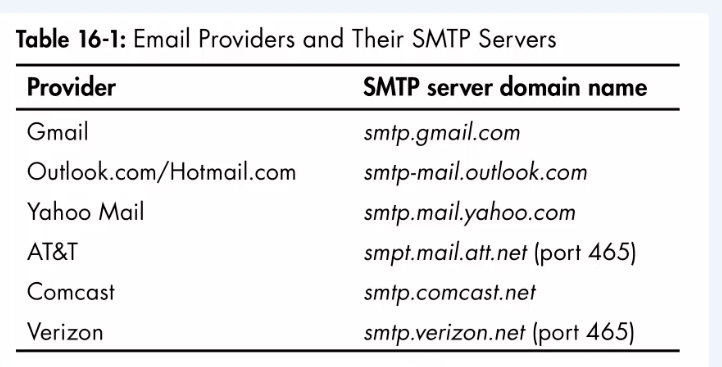 Table 16-1: Email Providers and Their SMTP Servers
Provider SMTP server domain name
Gmail smtp.gmail.com
Outlook.com/Hotmail.com smtp-mail.outlook.com
Yahoo Mail smtp.mail.yahoo.com
AT&T smpt.mail.att.net (port 465)
Comcast smtp.comcast.net
Verizon smtp.verizon.net (port 465)